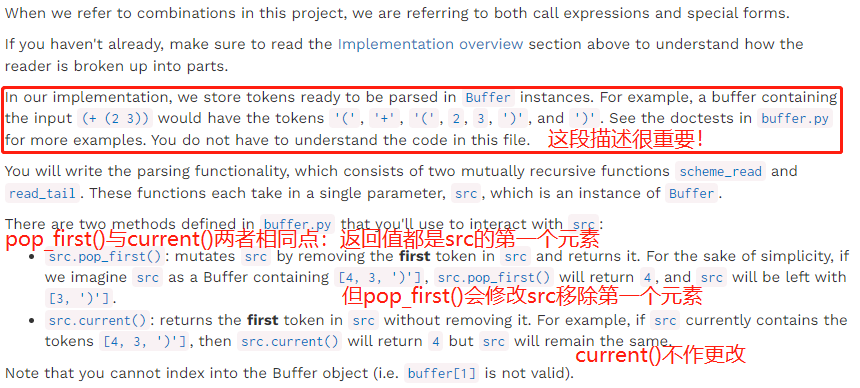 When we refer to combinations in this project, we are referring to both call expressions and special forms.
If you haven't already, make sure to read the Implementation overview section above to understand how the
reader is broken up into parts.
In our implementation, we store tokens ready to be parsed in Buffer instances. For example, a buffer containing
the input (+ (2 3)) would have the tokens '(', '+', '(', 2, 3, ')', and ')'. See the doctests in buffer.py
for more examples. You do not have to understand the code in this file. 这段描述很重要！
You will write the parsing functionality, which consists of two mutually recursive functions scheme_read and
read_tail. These functions each take in a single parameter, src, which is an instance of Buffer.
There are two methods defined in buffer.py that you'll use to interact with src:
pop_first()与current()两者相同点：返回值都是src的第一个元素
• src.pop_first(): mutates src by removing the first token in src and returns it. For the sake of simplicity, if
we imagine src as a Buffer containing [4, 3, ')'], src.pop_first() will return 4, and src will be left with
[3, ')'].
但pop_first()会修改src移除第一个元素
• src.current(): returns the first token in src without removing it. For example, if src currently contains the
tokens [4, 3, ')'], then src.current() will return 4 but src will remain the same.
current()不作更改
Note that you cannot index into the Buffer object (i.e. buffer[1] is not valid).